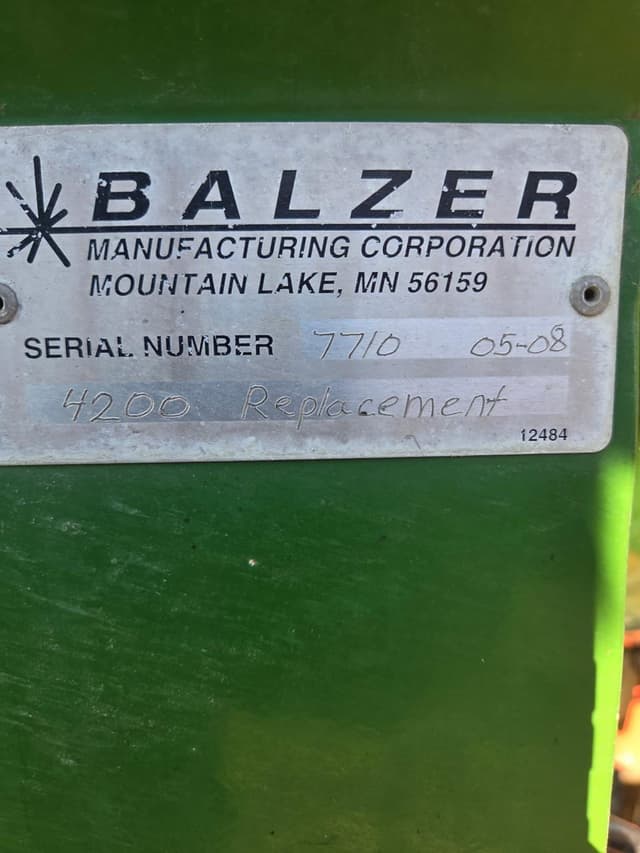 BALZER
MANUFACTURING CORPORATION
MOUNTAIN LAKE, MN 56159
SERIAL NUMBER 7710 05-08
4200 Replacement
12484